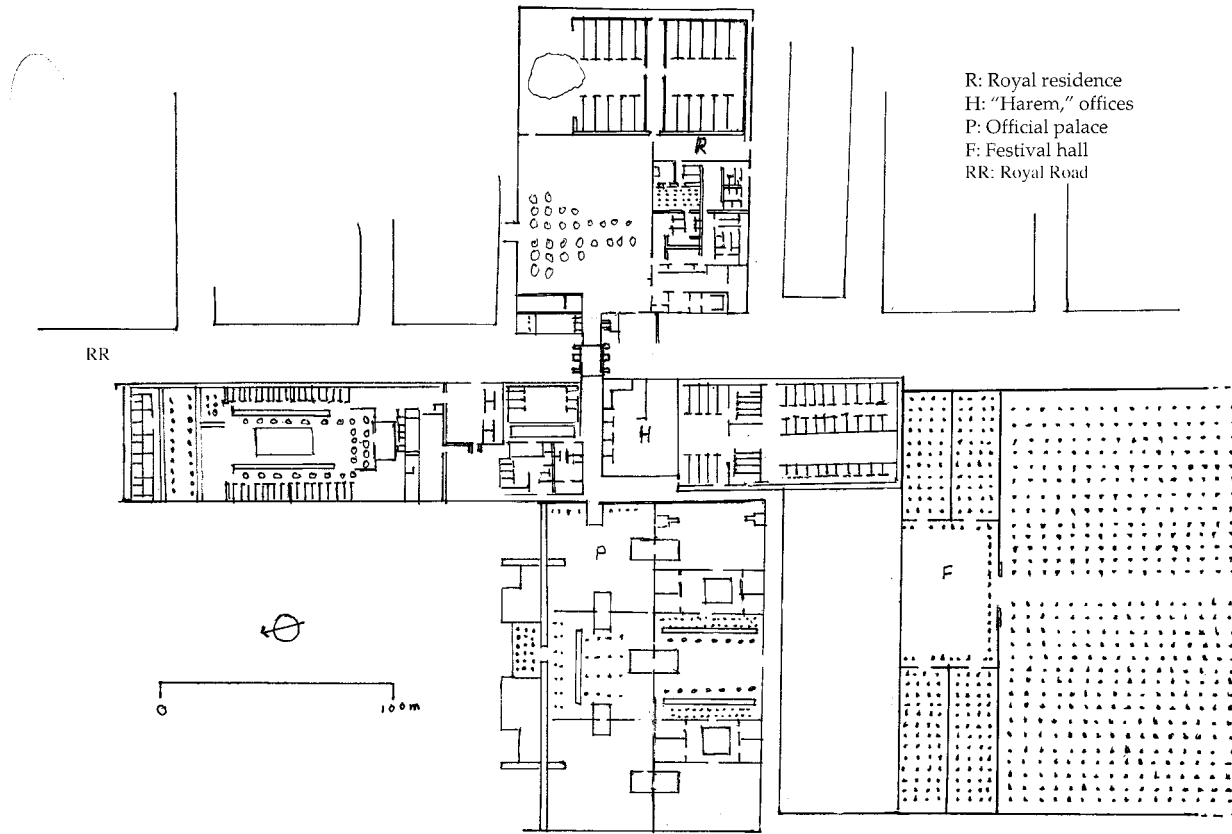 R: Royal residence
H: "Harem," offices
P: Official palace
F: Festival hall
RR: Royal Road
R
RR
H
P
F
0
100m